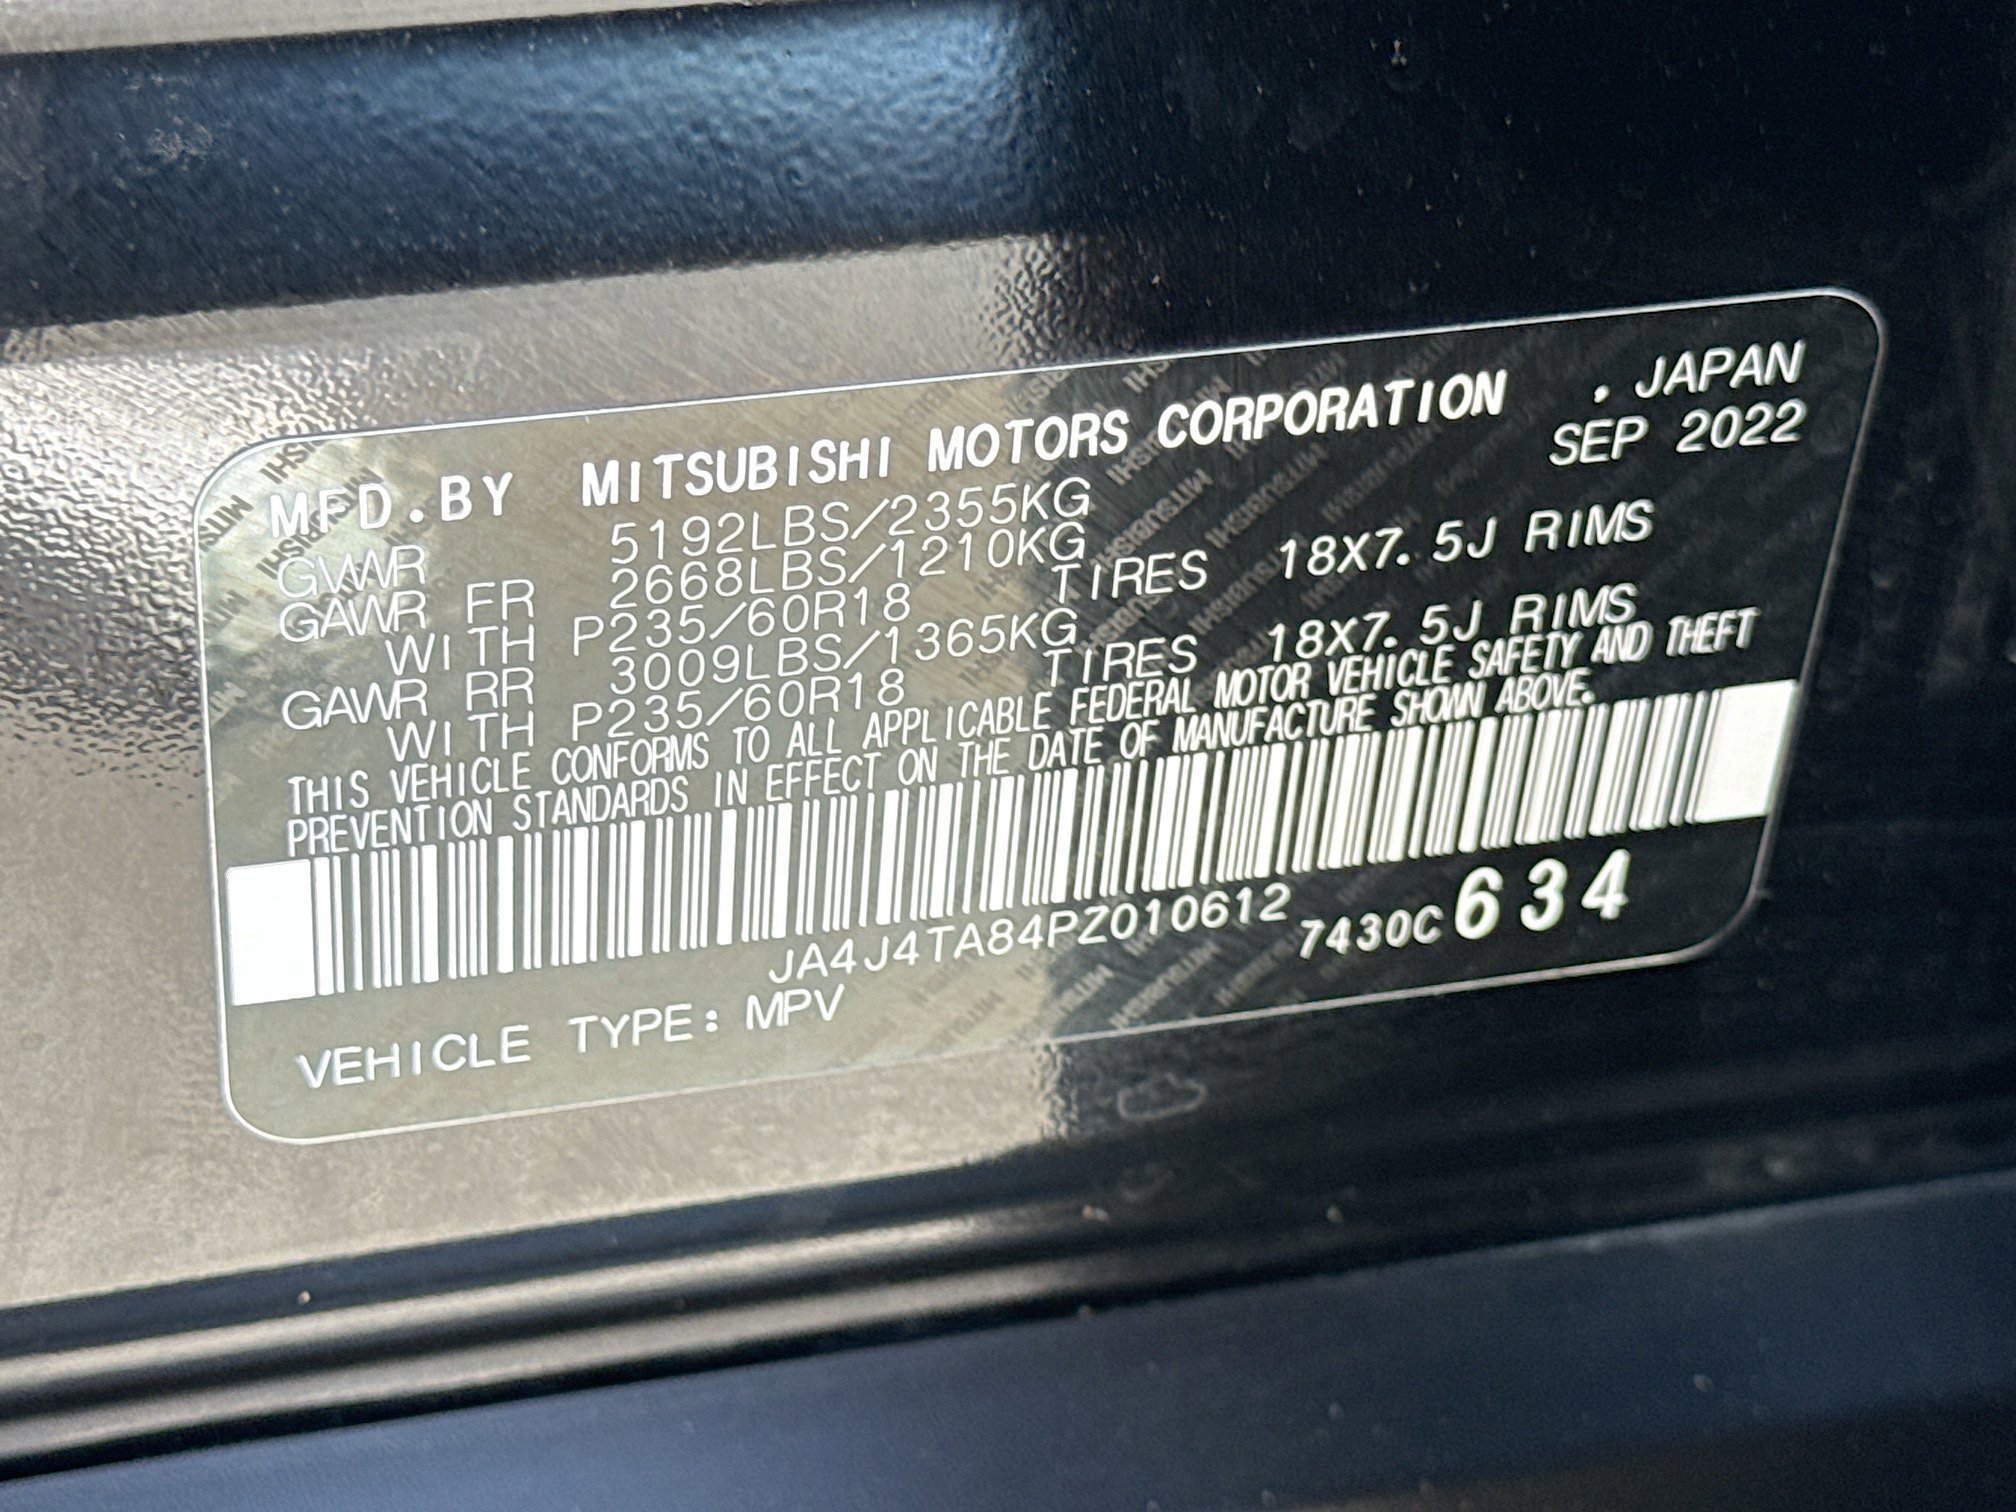 MFD.BY MITSUBISHI MOTORS CORPORATION , JAPAN
SEP 2022
GVWR 5192LBS/2355KG
GAWR FR 2668LBS/1210KG
WITH P235/60R18 TIRES 18X7.5J RIMS
GAWR RR 3009LBS/1365KG
WITH P235/60R18 TIRES 18X7.5J RIMS
THIS VEHICLE CONFORMS TO ALL APPLICABLE FEDERAL MOTOR VEHICLE SAFETY AND THEFT
PREVENTION STANDARDS IN EFFECT ON THE DATE OF MANUFACTURE SHOWN ABOVE.
JA4J4TA84PZ010612 7430C 634
VEHICLE TYPE: MPV